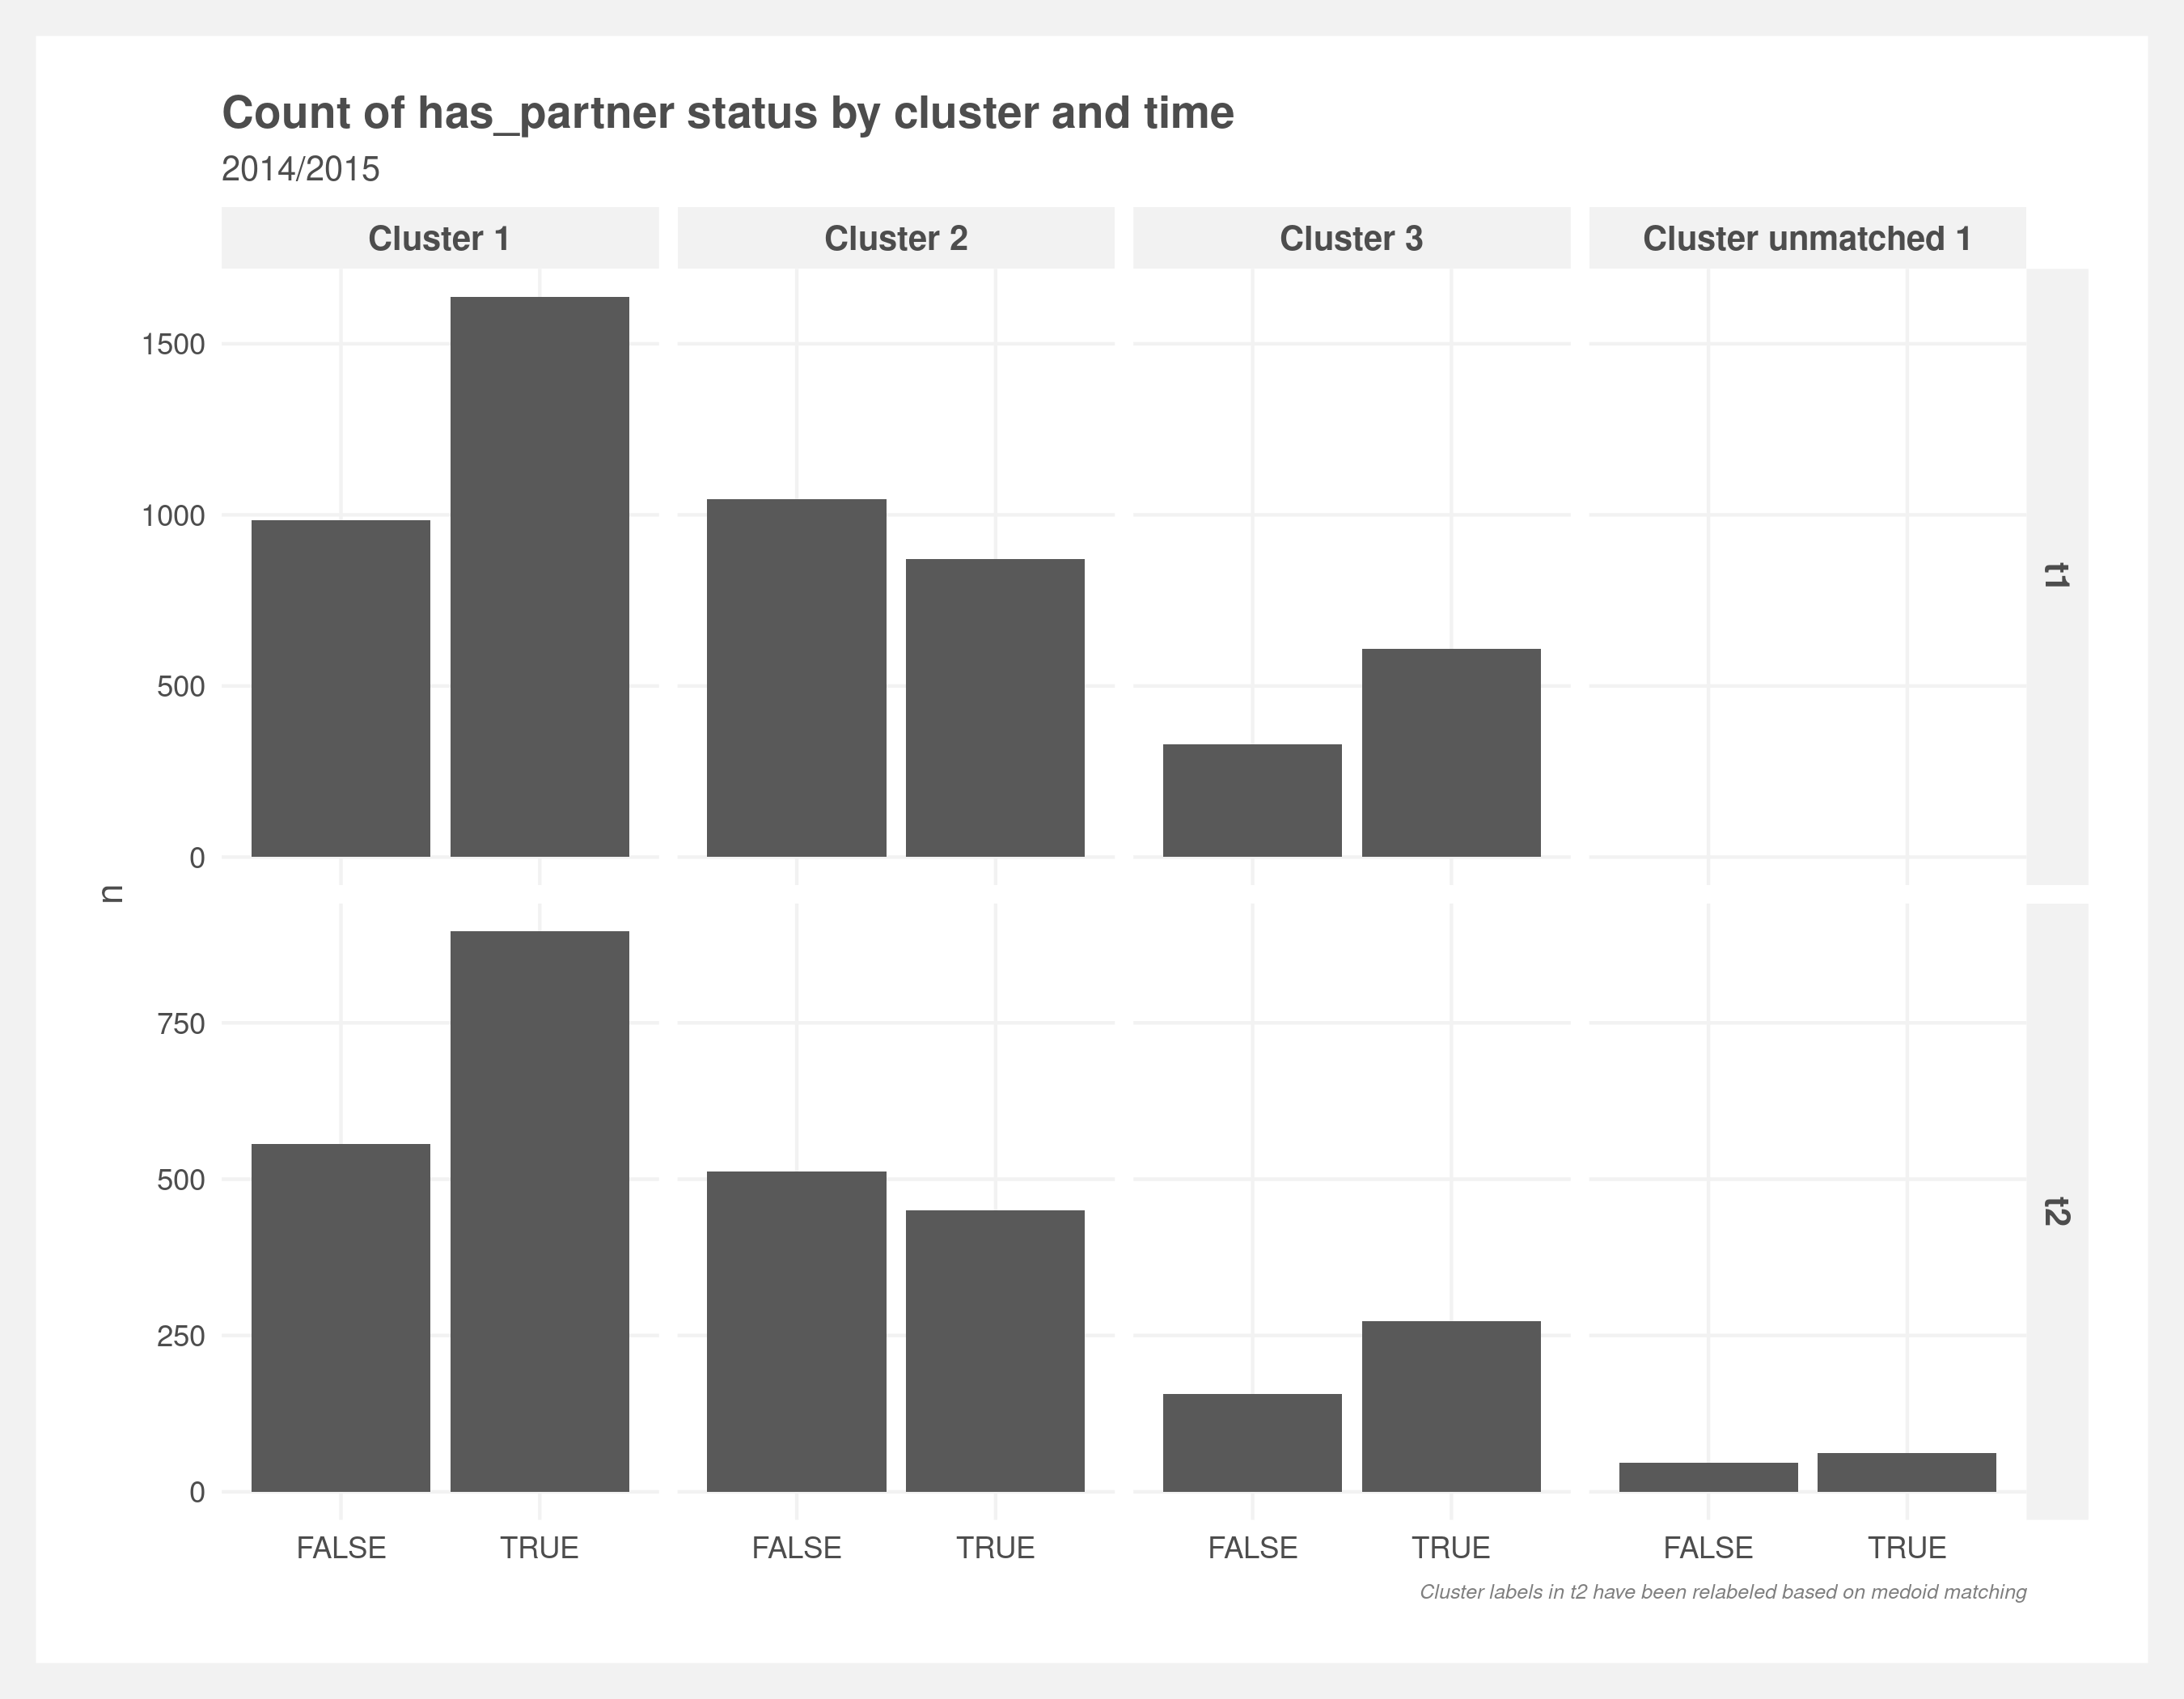 Count of has_partner status by cluster and time
2014/2015
Cluster 1
Cluster 2
Cluster 3
Cluster unmatched 1
1500
1000
500
0
t1
n
750
500
250
0
t2
FALSE
TRUE
FALSE
TRUE
FALSE
TRUE
FALSE
TRUE
Cluster labels in t2 have been relabeled based on medoid matching